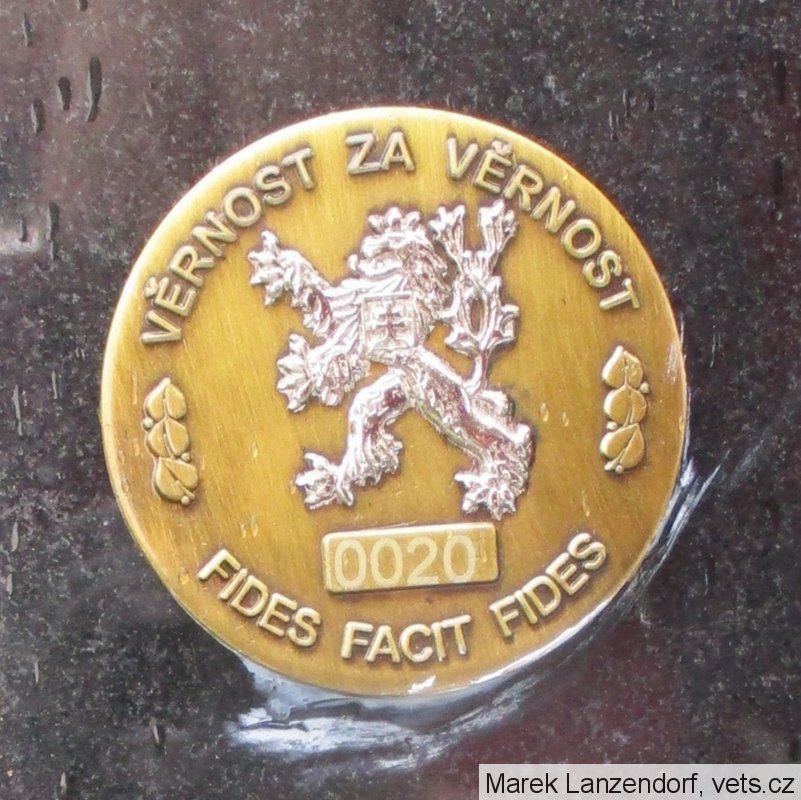 VĚRNOST ZA VĚRNOST
0020
FIDES FACIT FIDES
Marek Lanzendorf, vets.cz